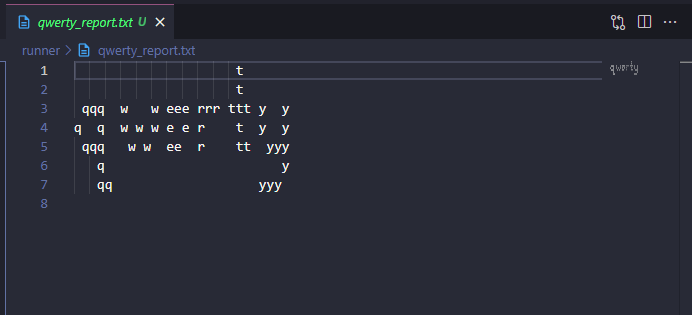 qwerty_report.txt U
runner > qwerty_report.txt
1                      t
2                      t
3  qqq  w   w eee rrr ttt y  y
4 q  q  w w w e e r    t  y  y
5  qqq   w w  ee  r    tt  yyy
6    q                       y
7    qq                   yyy
8
qwerty